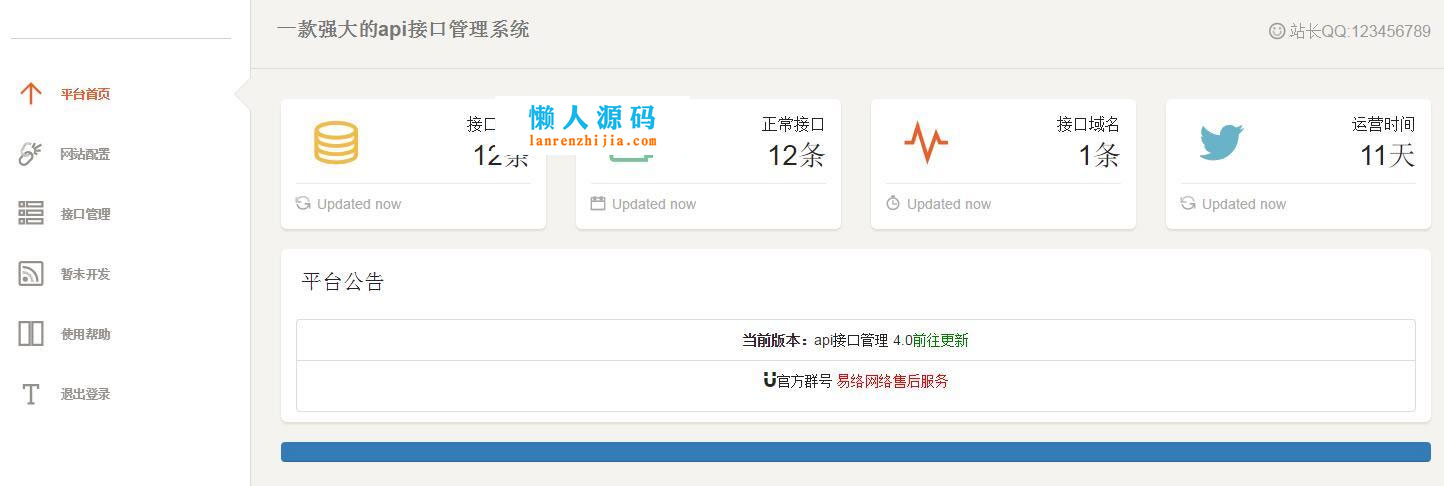 一款强大的api接口管理系统
站长QQ:123456789
平台首页
网站配置
接口管理
暂未开发
使用帮助
退出登录
接口
12条
Updated now
懒人源码
lanrenzhijia.com
正常接口
12条
Updated now
接口域名
1条
Updated now
运营时间
11天
Updated now
平台公告
当前版本：api接口管理 4.0前往更新
官方群号 易络网络售后服务